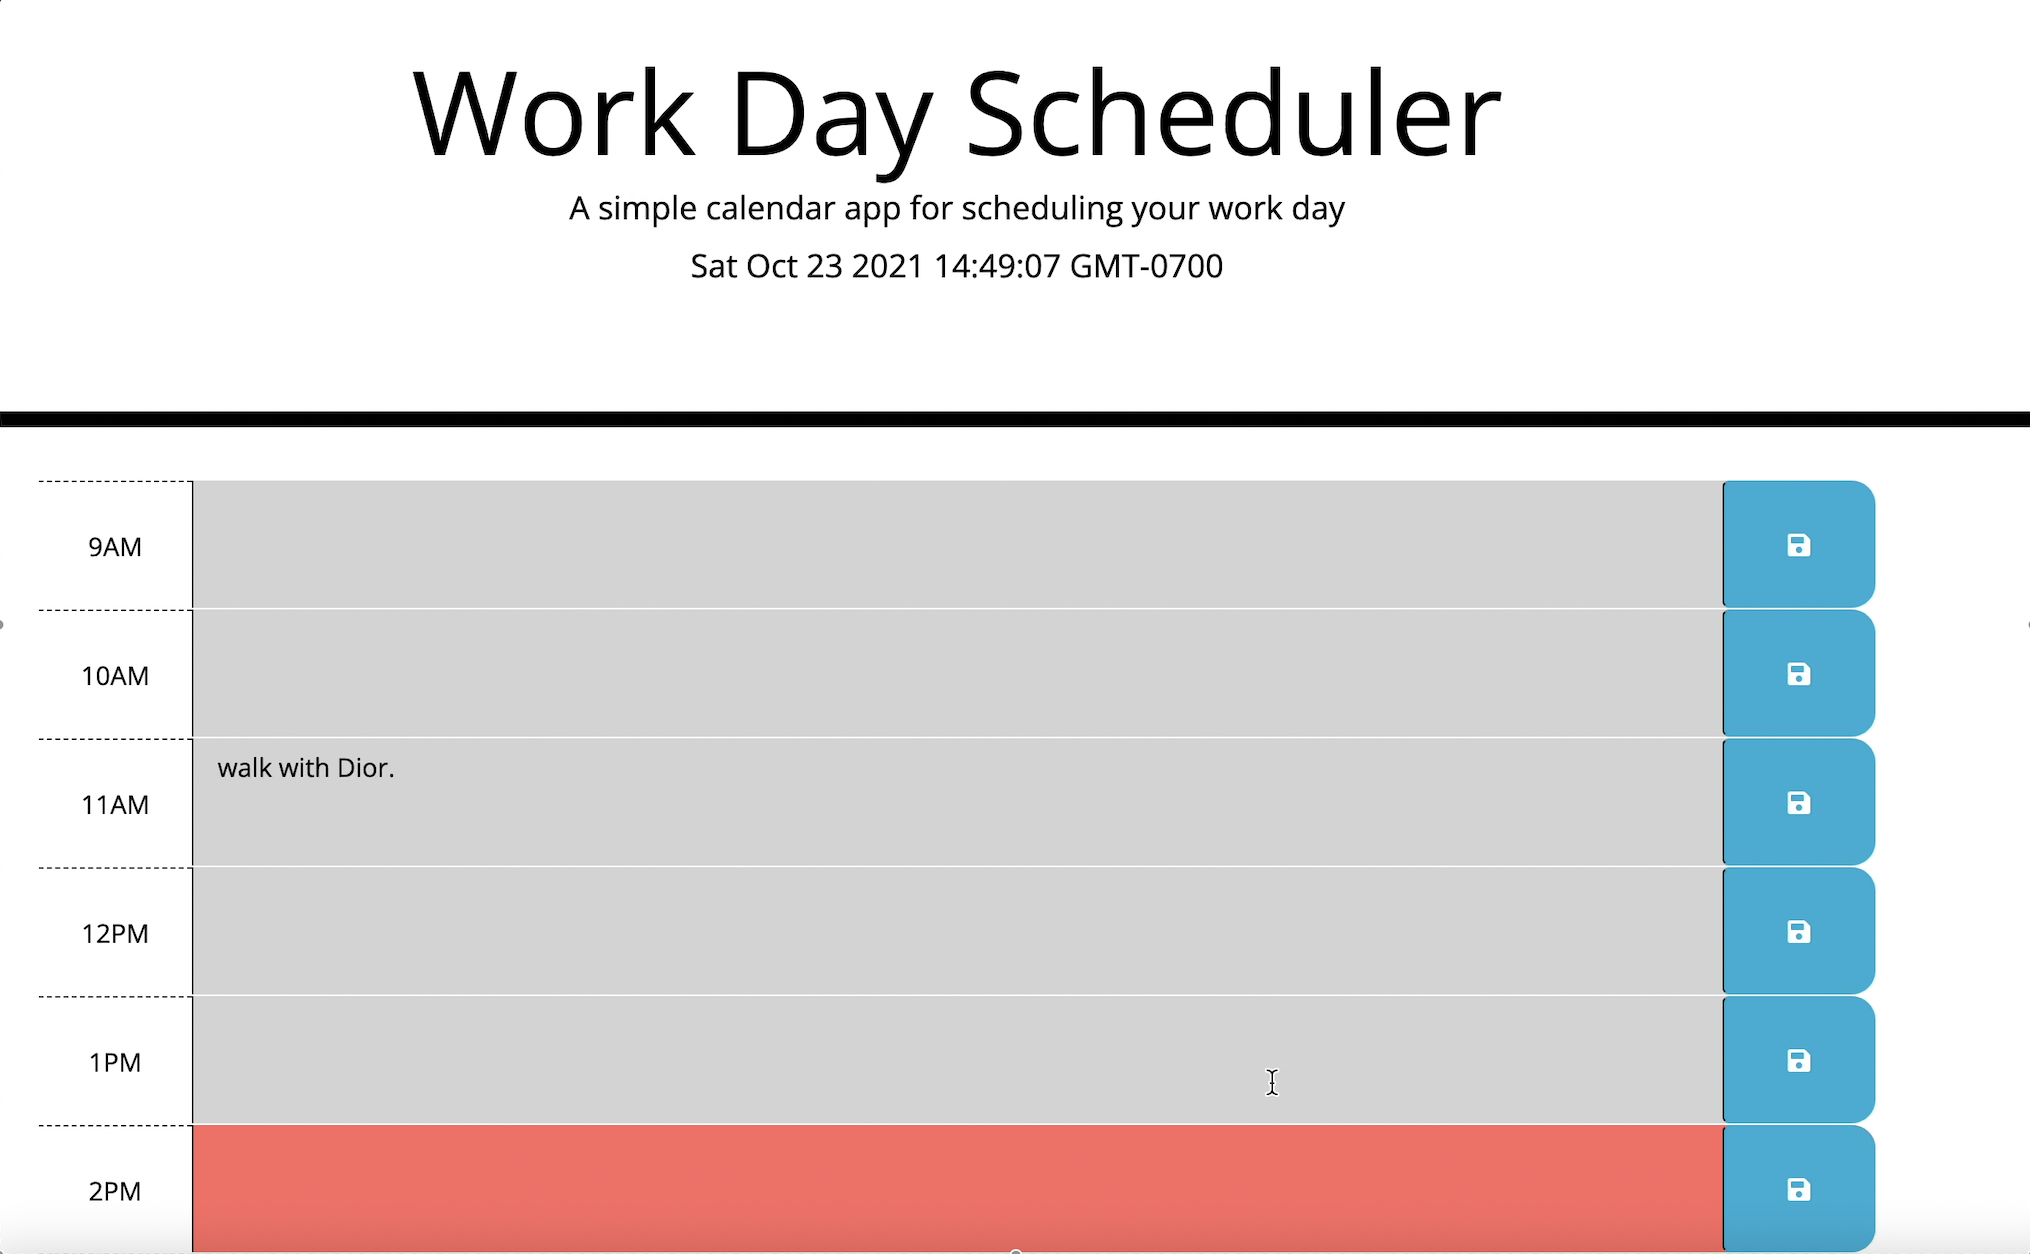 Work Day Scheduler
A simple calendar app for scheduling your work day
Sat Oct 23 2021 14:49:07 GMT-0700
9AM
10AM
walk with Dior.
11AM
12PM
1PM
2PM